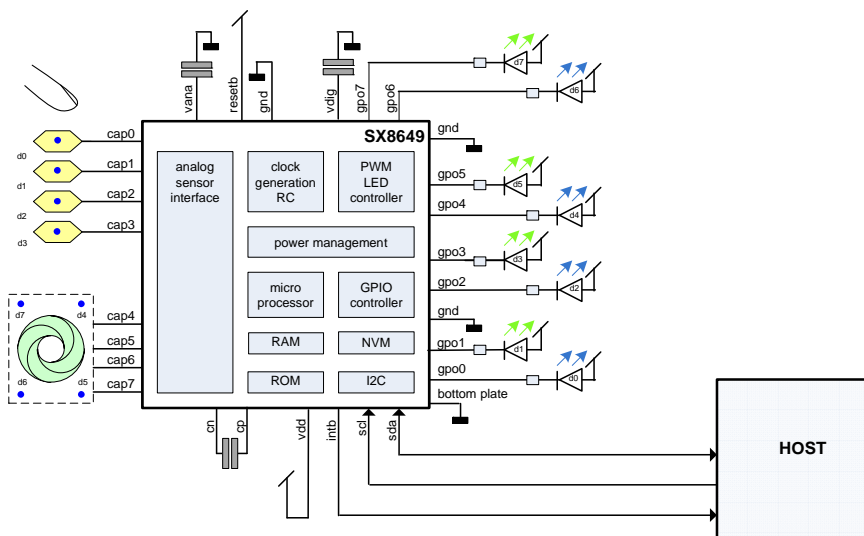 vana
resetb
gnd
vdig
gpo7
gpo6
d7
d6
SX8649
gnd
cap0
d0
cap1
d1
cap2
d2
cap3
d3
analog
sensor
interface
clock
generation
RC
PWM
LED
controller
gpo5
d5
gpo4
d4
power management
gpo3
d3
gpo2
d2
micro
processor
GPIO
controller
gnd
d7
d4
cap4
cap5
cap6
cap7
d6
d5
RAM
NVM
gpo1
d1
ROM
I2C
gpo0
d0
bottom plate
cn
cp
vdd
intb
scl
sda
HOST